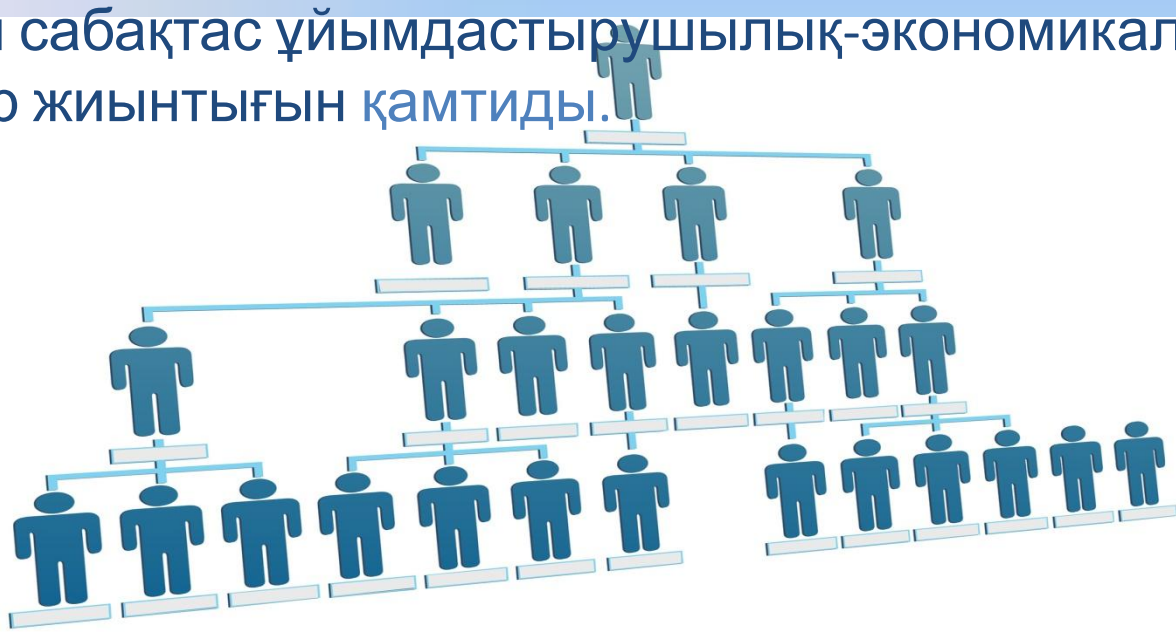 сабақтас ұйымдастырушылық-экономикал
жиынтығын қамтиды.